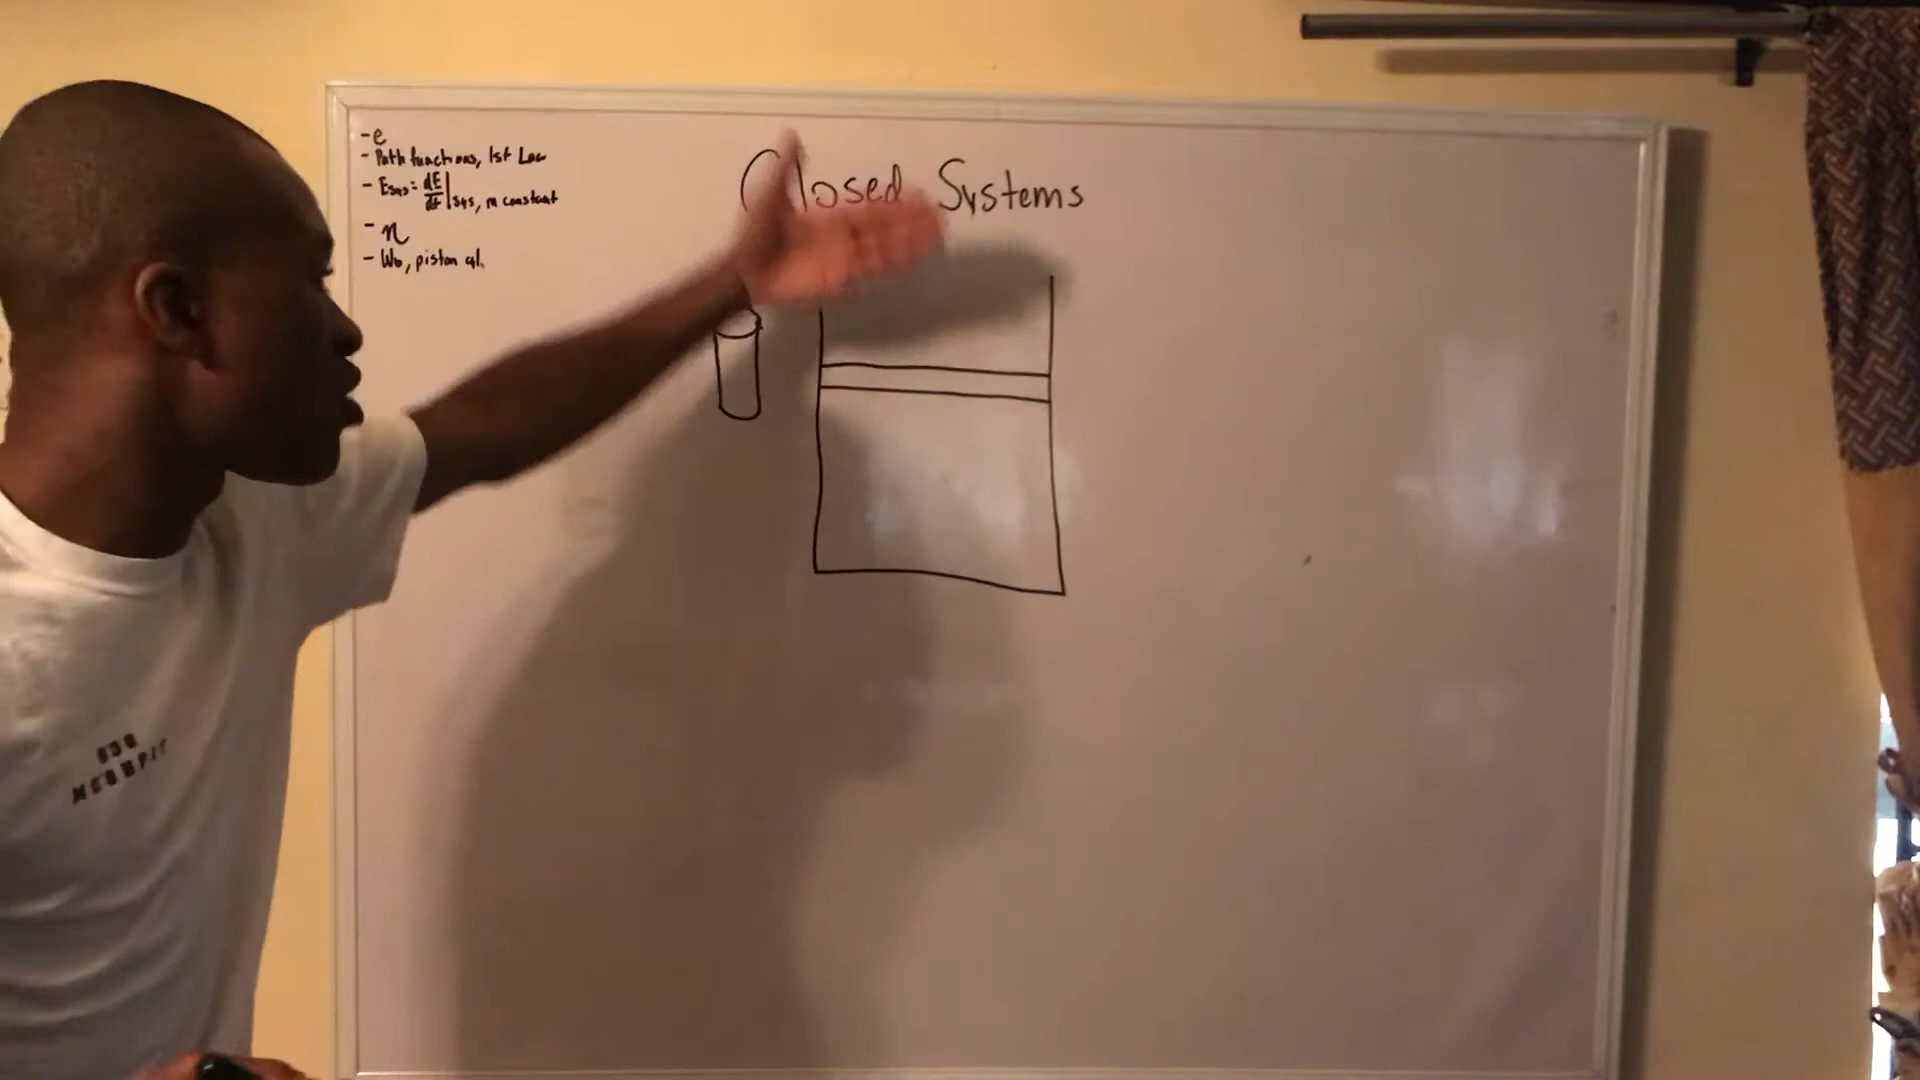 - e
- Path functions, 1st Law
- Esys = dE/dt | sys, m constant
- n
- Wb, piston cyl.
Closed Systems